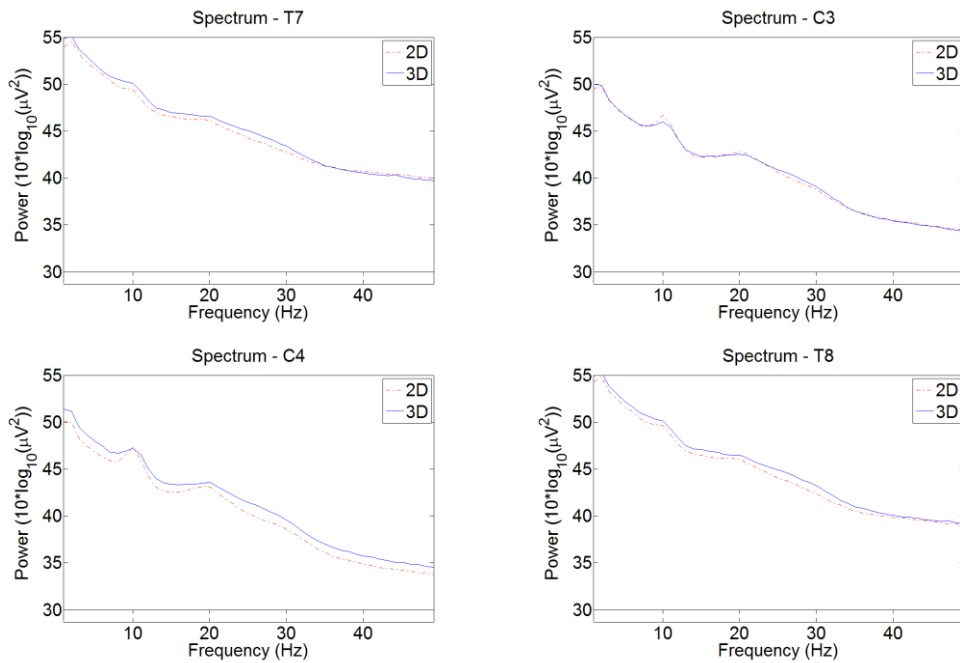 Spectrum - T7
Power (10*log10(μV²))
55
50
45
40
35
30
2D
3D
10
20
30
40
Frequency (Hz)
Spectrum - C3
Power (10*log10(μV²))
55
50
45
40
35
30
2D
3D
10
20
30
40
Frequency (Hz)
Spectrum - C4
Power (10*log10(μV²))
55
50
45
40
35
30
2D
3D
10
20
30
40
Frequency (Hz)
Spectrum - T8
Power (10*log10(μV²))
55
50
45
40
35
30
2D
3D
10
20
30
40
Frequency (Hz)